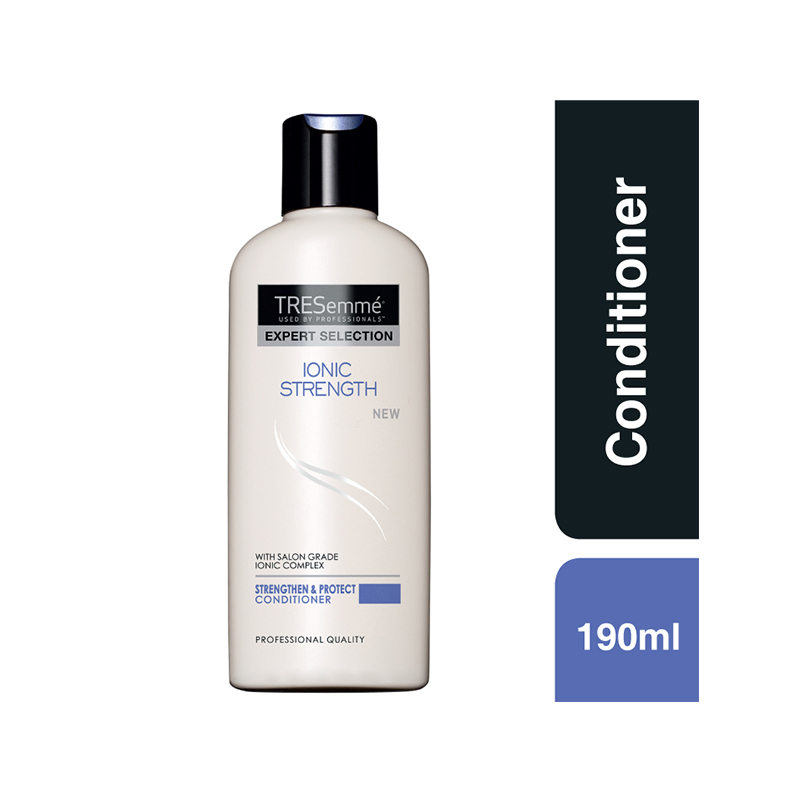 TRESemmé
USED BY PROFESSIONALS™
EXPERT SELECTION
IONIC
STRENGTH
NEW
WITH SALON GRADE
IONIC COMPLEX
STRENGTHEN & PROTECT
CONDITIONER
PROFESSIONAL QUALITY
Conditioner
190ml